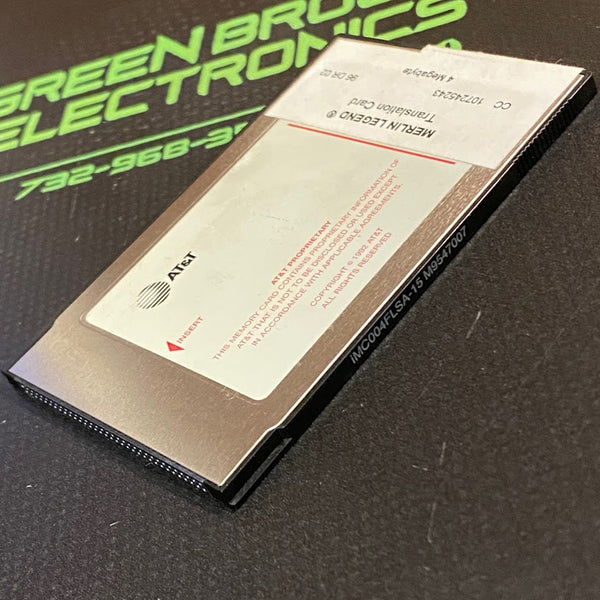 GREEN BROOK
ELECTRONICS
732-968-3
MERLIN LEGEND ®
Translation Card
CC 107245243
4 Megabyte
96 DR 02
AT&T
INSERT
AT&T PROPRIETARY
THIS MEMORY CARD CONTAINS PROPRIETARY INFORMATION OF
AT&T THAT IS NOT TO BE DISCLOSED OR USED EXCEPT
IN ACCORDANCE WITH APPLICABLE AGREEMENTS.
COPYRIGHT © 1992 AT&T
ALL RIGHTS RESERVED
iMC004FLSA-15 M9547007